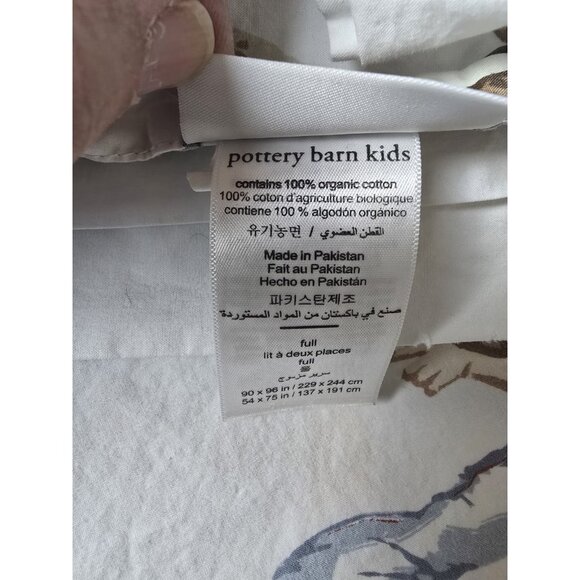 pottery barn kids
contains 100% organic cotton
100% coton d'agriculture biologique
contiene 100 % algodón orgánico
유기농면 / القطن العضوي
Made in Pakistan
Fait au Pakistan
Hecho en Pakistán
파키스탄제조
صنع في باكستان من المواد المستوردة
full
lit à deux places
full
سرير مزدوج
90 x 96 in / 229 x 244 cm
54 x 75 in / 137 x 191 cm